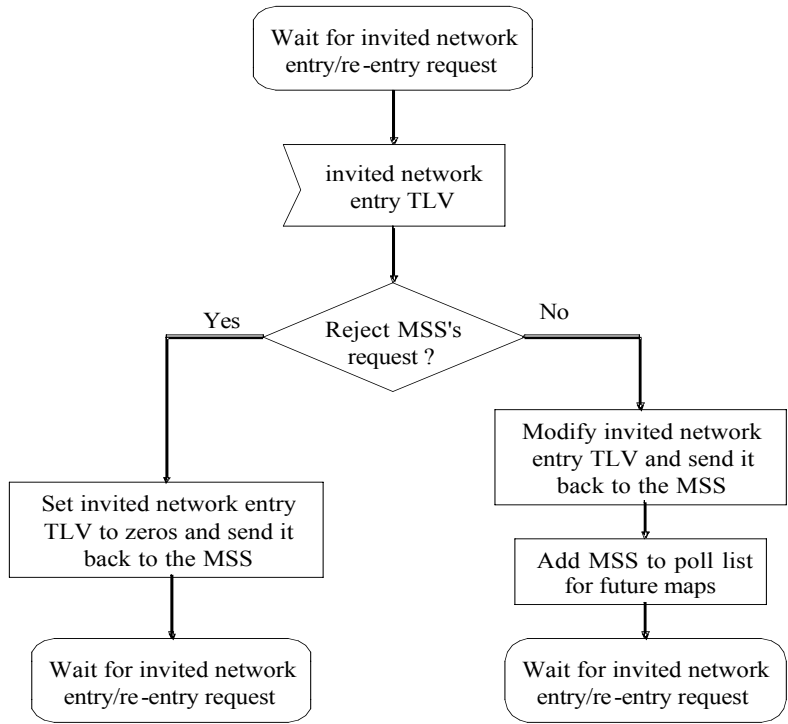 Wait for invited network
entry/re-entry request
invited network
entry TLV
Yes
Reject MSS's
request ?
No
Set invited network entry
TLV to zeros and send it
back to the MSS
Wait for invited network
entry/re-entry request
Modify invited network
entry TLV and send it
back to the MSS
Add MSS to poll list
for future maps
Wait for invited network
entry/re-entry request